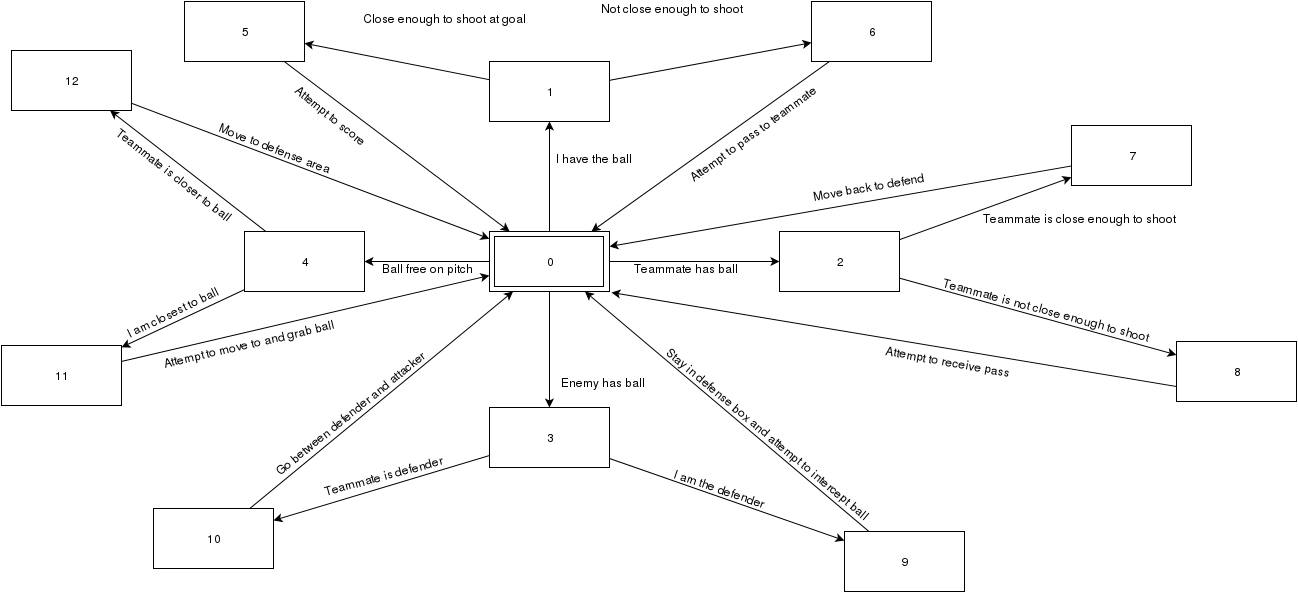 Close enough to shoot at goal
Not close enough to shoot
5
6
12
1
Attempt to score
Attempt to pass to teammate
Move to defense area
Teammate is closer to ball
I have the ball
7
Move back to defend
Teammate is close enough to shoot
4
Ball free on pitch
0
Teammate has ball
2
I am closest to ball
Attempt to move to and grab ball
Teammate is not close enough to shoot
Attempt to receive pass
11
8
Go between defender and attacker
Enemy has ball
Stay in defense box and attempt to intercept ball
3
Teammate is defender
I am the defender
10
9